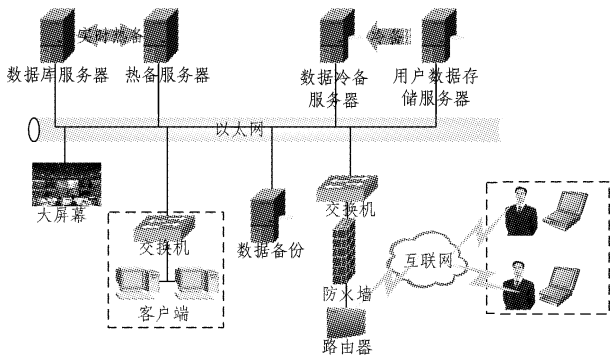 实时热备
冷备
数据库服务器
热备服务器
数据冷备
服务器
用户数据存
储服务器
以太网
大屏幕
交换机
客户端
数据备份
交换机
防火墙
路由器
互联网